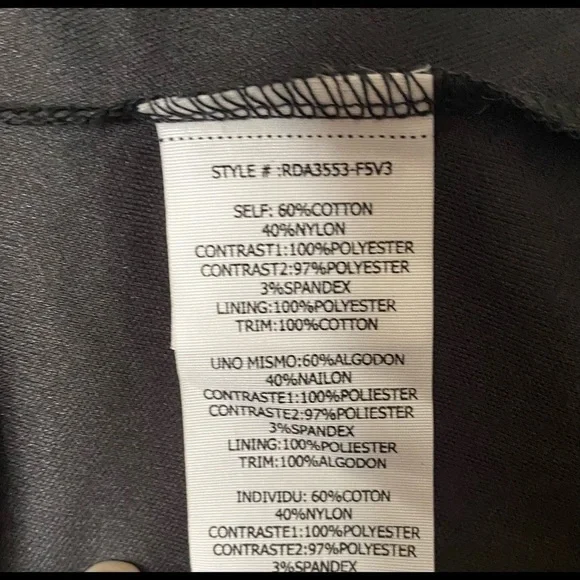 STYLE # :RDA3553-F5V3
SELF: 60%COTTON
40%NYLON
CONTRAST1:100%POLYESTER
CONTRAST2:97%POLYESTER
3%SPANDEX
LINING:100%POLYESTER
TRIM:100%COTTON
UNO MISMO:60%ALGODON
40%NAILON
CONTRASTE1:100%POLIESTER
CONTRASTE2:97%POLIESTER
3%SPANDEX
LINING:100%POLIESTER
TRIM:100%ALGODON
INDIVIDU: 60%COTON
40%NYLON
CONTRASTE1:100%POLYESTER
CONTRASTE2:97%POLYESTER
3%SPANDEX